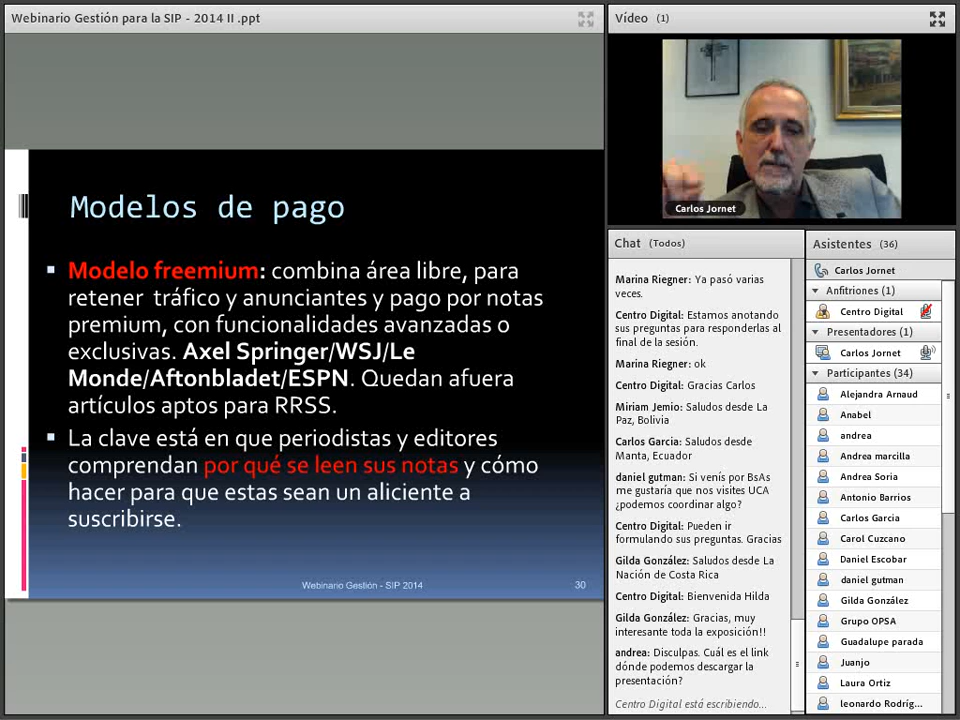 Webinario Gestión para la SIP - 2014 II .ppt
Modelos de pago
Modelo freemium: combina área libre, para
retener tráfico y anunciantes y pago por notas
premium, con funcionalidades avanzadas o
exclusivas. Axel Springer/WSJ/Le
Monde/Aftonbladet/ESPN. Quedan afuera
artículos aptos para RRSS.
La clave está en que periodistas y editores
comprendan por qué se leen sus notas y cómo
hacer para que estas sean un aliciente a
suscribirse.
Webinario Gestión - SIP 2014
30
Vídeo (1)
Carlos Jornet
Chat (Todos)
Marina Riegner: Ya pasó varias
veces.
Centro Digital: Estamos anotando
sus preguntas para responderlas al
final de la sesión.
Marina Riegner: ok
Centro Digital: Gracias Carlos
Miriam Jemio: Saludos desde La
Paz, Bolivia
Carlos Garcia: Saludos desde
Manta, Ecuador
daniel gutman: Si venís por BsAs
me gustaría que nos visites UCA
¿podemos coordinar algo?
Centro Digital: Pueden ir
formulando sus preguntas. Gracias
Gilda González: Saludos desde La
Nación de Costa Rica
Centro Digital: Bienvenida Hilda
Gilda González: Gracias, muy
interesante toda la exposición!!
andrea: Disculpas. Cuál es el link
dónde podemos descargar la
presentación?
Centro Digital está escribiendo...
Asistentes (36)
Carlos Jornet
Anfitriones (1)
Centro Digital
Presentadores (1)
Carlos Jornet
Participantes (34)
Alejandra Arnaud
Anabel
andrea
Andrea marcilla
Andrea Soria
Antonio Barrios
Carlos Garcia
Carol Cuzcano
Daniel Escobar
daniel gutman
Gilda González
Grupo OPSA
Guadalupe parada
Juanjo
Laura Ortiz
leonardo Rodríg...